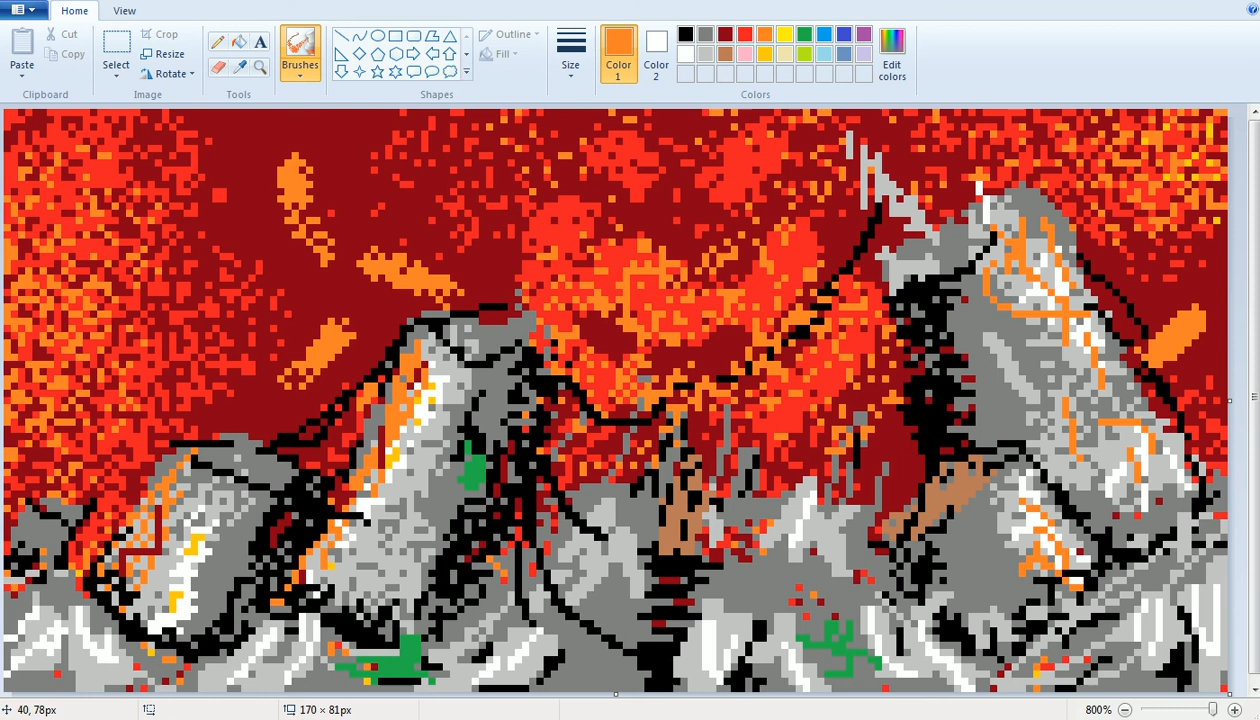 Home View
Paste
Cut
Copy
Clipboard
Select
Crop
Resize
Rotate
Image
A
Tools
Brushes
Shapes
Outline
Fill
Size
Color 1
Color 2
Edit colors
Colors
40, 78px
170 × 81px
800%